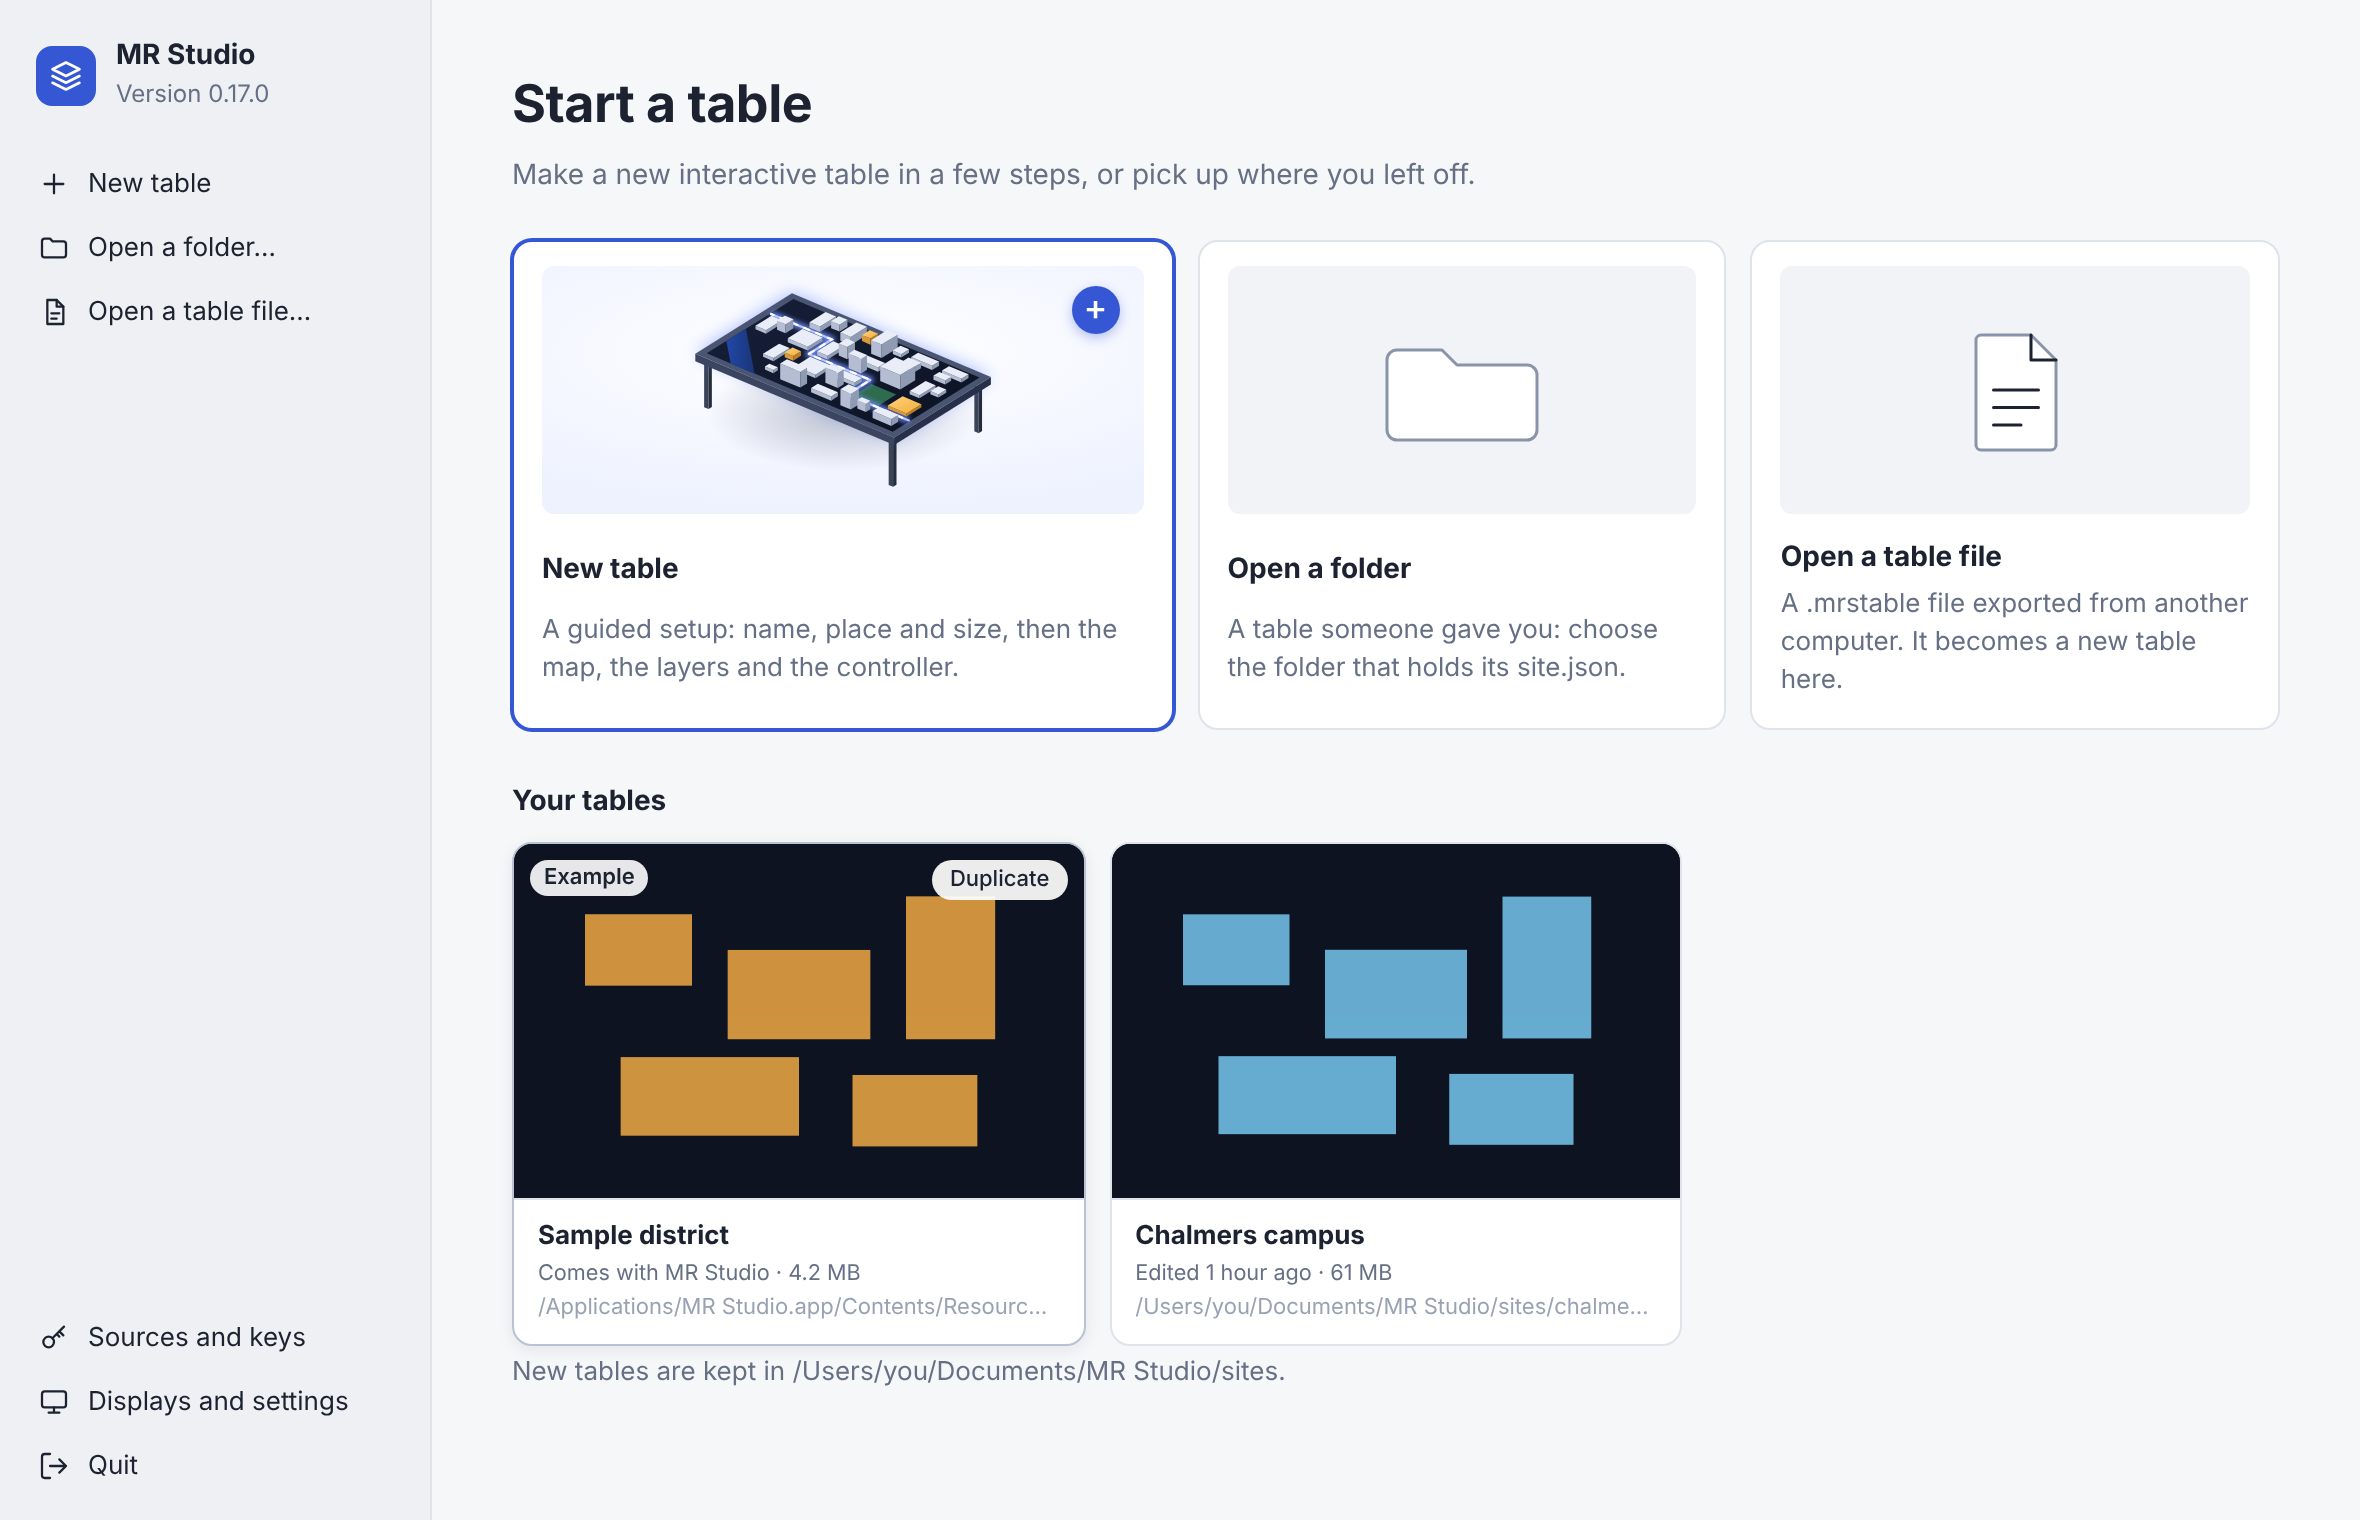 MR Studio
Version 0.17.0
New table
Open a folder...
Open a table file...
Sources and keys
Displays and settings
Quit
Start a table
Make a new interactive table in a few steps, or pick up where you left off.
New table
A guided setup: name, place and size, then the
map, the layers and the controller.
Open a folder
A table someone gave you: choose
the folder that holds its site.json.
Open a table file
A .mrstable file exported from another
computer. It becomes a new table
here.
Your tables
Example
Duplicate
Sample district
Comes with MR Studio · 4.2 MB
/Applications/MR Studio.app/Contents/Resourc...
Chalmers campus
Edited 1 hour ago · 61 MB
/Users/you/Documents/MR Studio/sites/chalme...
New tables are kept in /Users/you/Documents/MR Studio/sites.